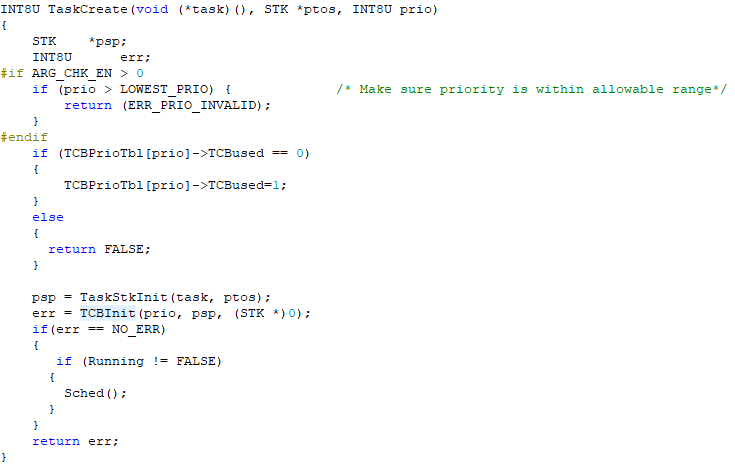 INT8U TaskCreate(void (*task)(), STK *ptos, INT8U prio)
{
    STK    *psp;
    INT8U      err;
#if ARG_CHK_EN > 0
    if (prio > LOWEST_PRIO) {             /* Make sure priority is within allowable range*/
        return (ERR_PRIO_INVALID);
    }
#endif
    if (TCBPrioTbl[prio]->TCBused == 0)
    {
        TCBPrioTbl[prio]->TCBused=1;
    }
    else
    {
      return FALSE;
    }

    psp = TaskStkInit(task, ptos);
    err = TCBInit(prio, psp, (STK *)0);
    if(err == NO_ERR)
    {
       if (Running != FALSE)
      {
        Sched();
      }
    }
    return err;
}